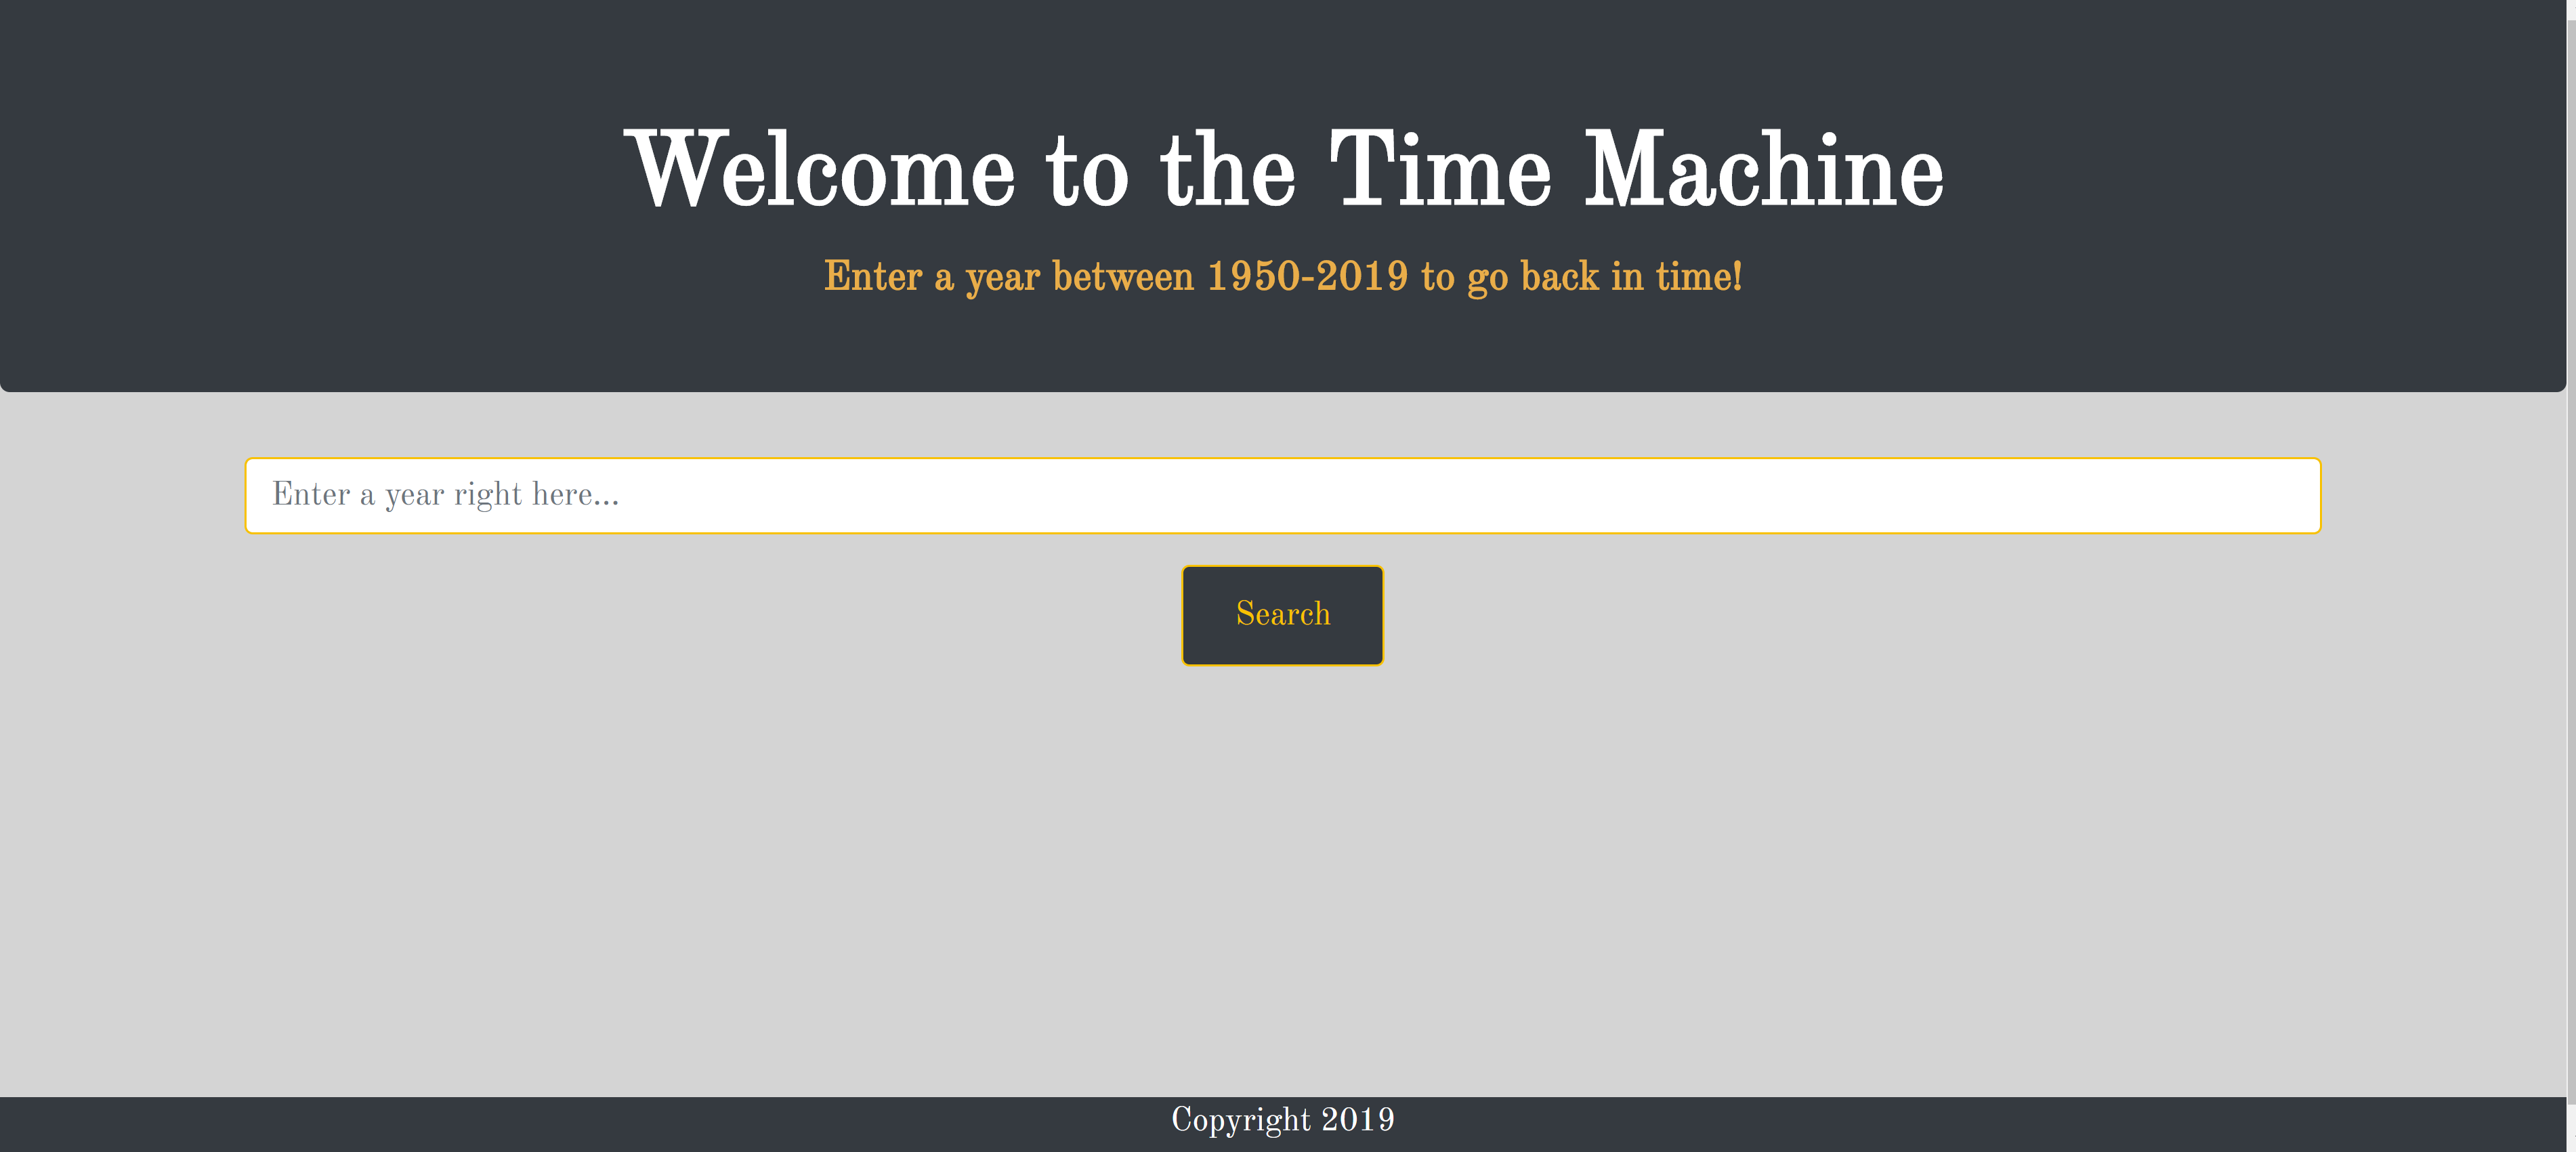 Welcome to the Time Machine
Enter a year between 1950-2019 to go back in time!
Enter a year right here...
Search
Copyright 2019